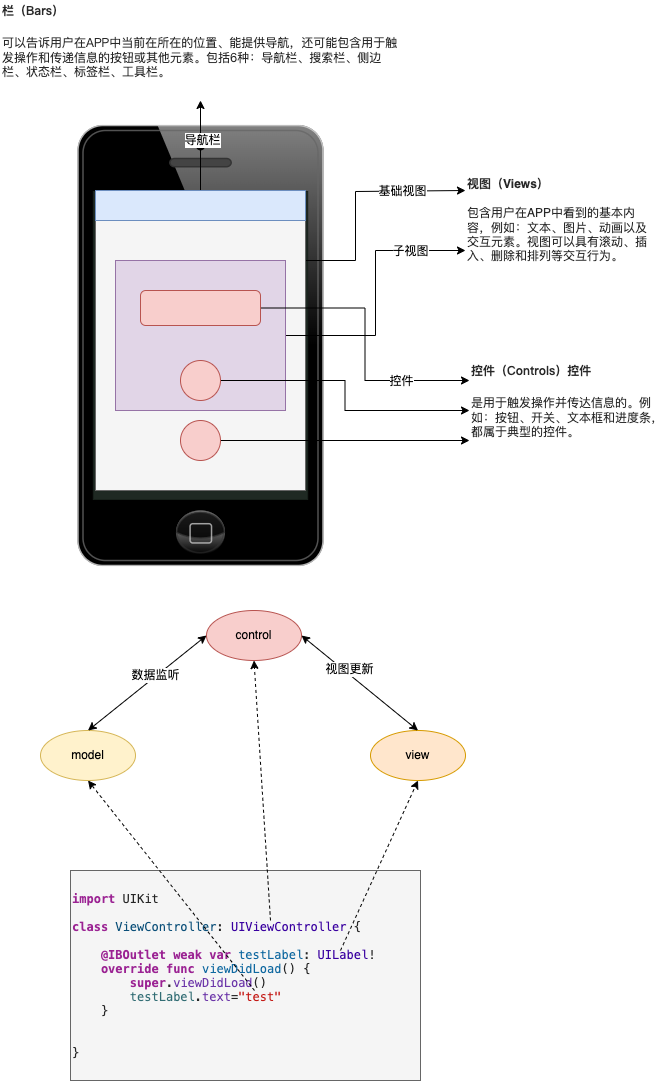 栏（Bars）
可以告诉用户在APP中当前在所在的位置、能提供导航，还可能包含用于触
发操作和传递信息的按钮或其他元素。包括6种：导航栏、搜索栏、侧边
栏、状态栏、标签栏、工具栏。
导航栏
基础视图
视图（Views）
包含用户在APP中看到的基本内
容，例如：文本、图片、动画以及
交互元素。视图可以具有滚动、插
入、删除和排列等交互行为。
子视图
控件
控件（Controls）控件
是用于触发操作并传达信息的。例
如：按钮、开关、文本框和进度条，
都属于典型的控件。
control
数据监听
视图更新
model
view
import UIKit
class ViewController: UIViewController {
@IBOutlet weak var testLabel: UILabel!
override func viewDidLoad() {
super.viewDidLoad()
testLabel.text="test"
}
}